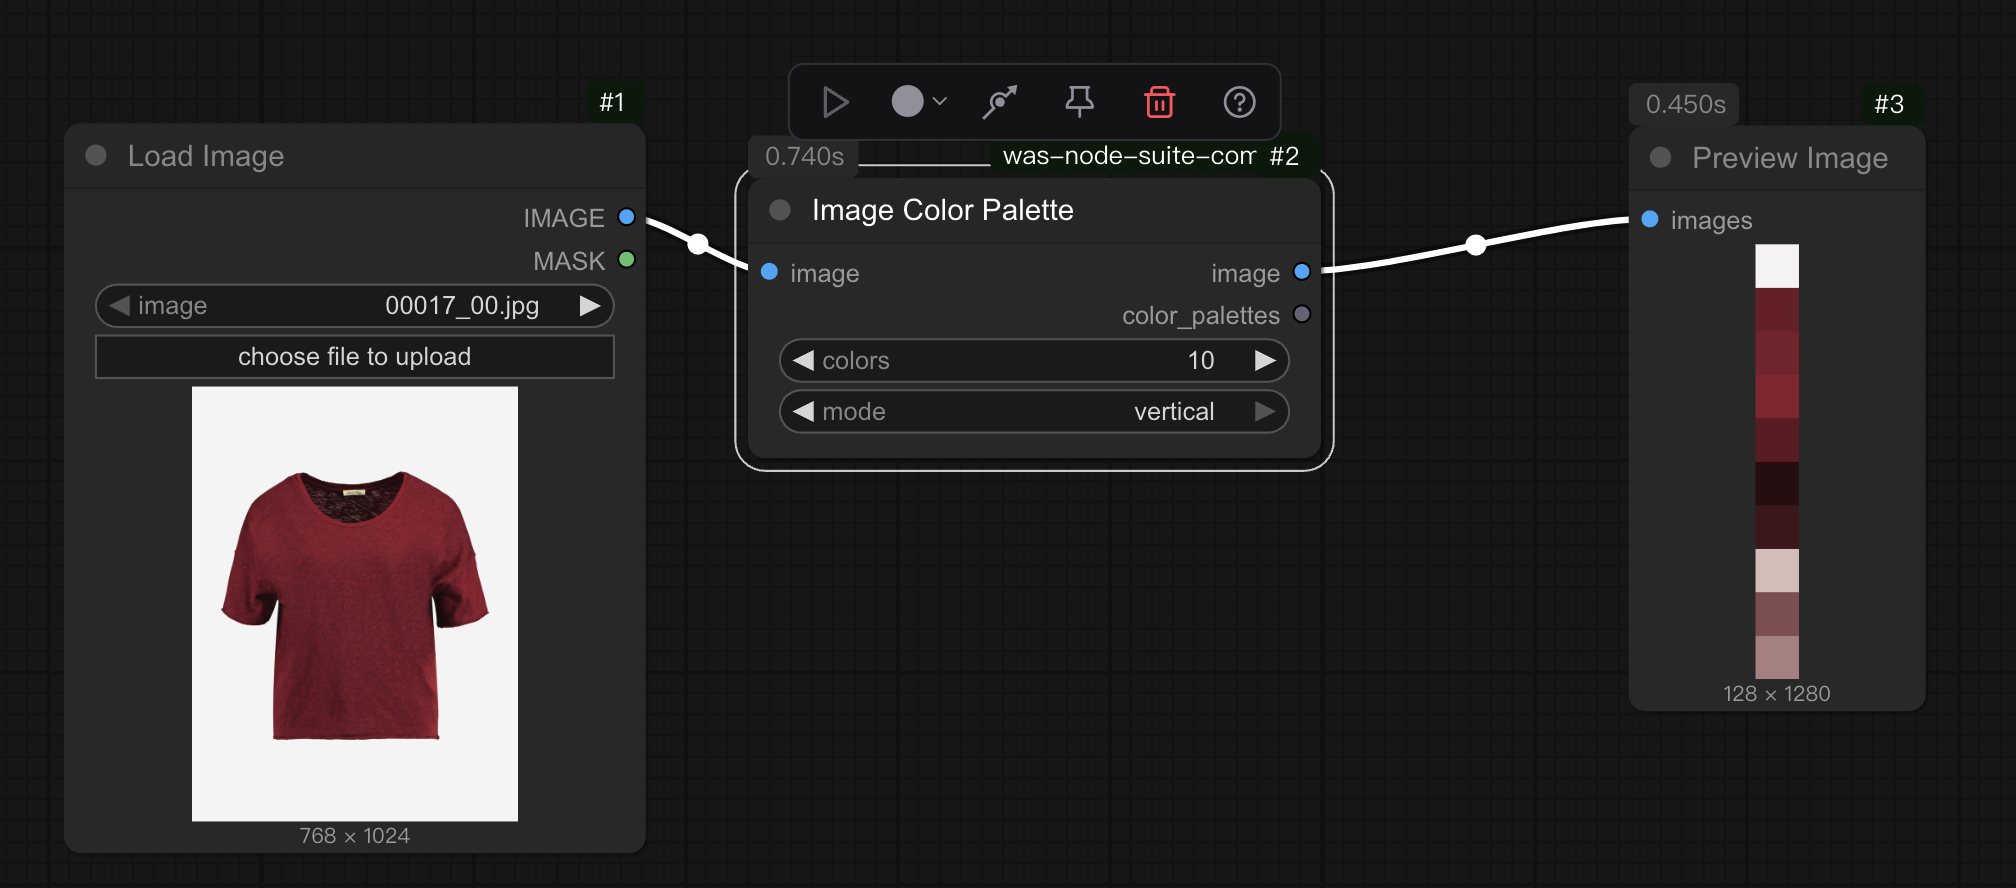 #1
Load Image
IMAGE
MASK
image 00017_00.jpg
choose file to upload
768 × 1024
0.740s
was-node-suite-com #2
Image Color Palette
image image
color_palettes
colors 10
mode vertical
0.450s #3
Preview Image
images
128 × 1280